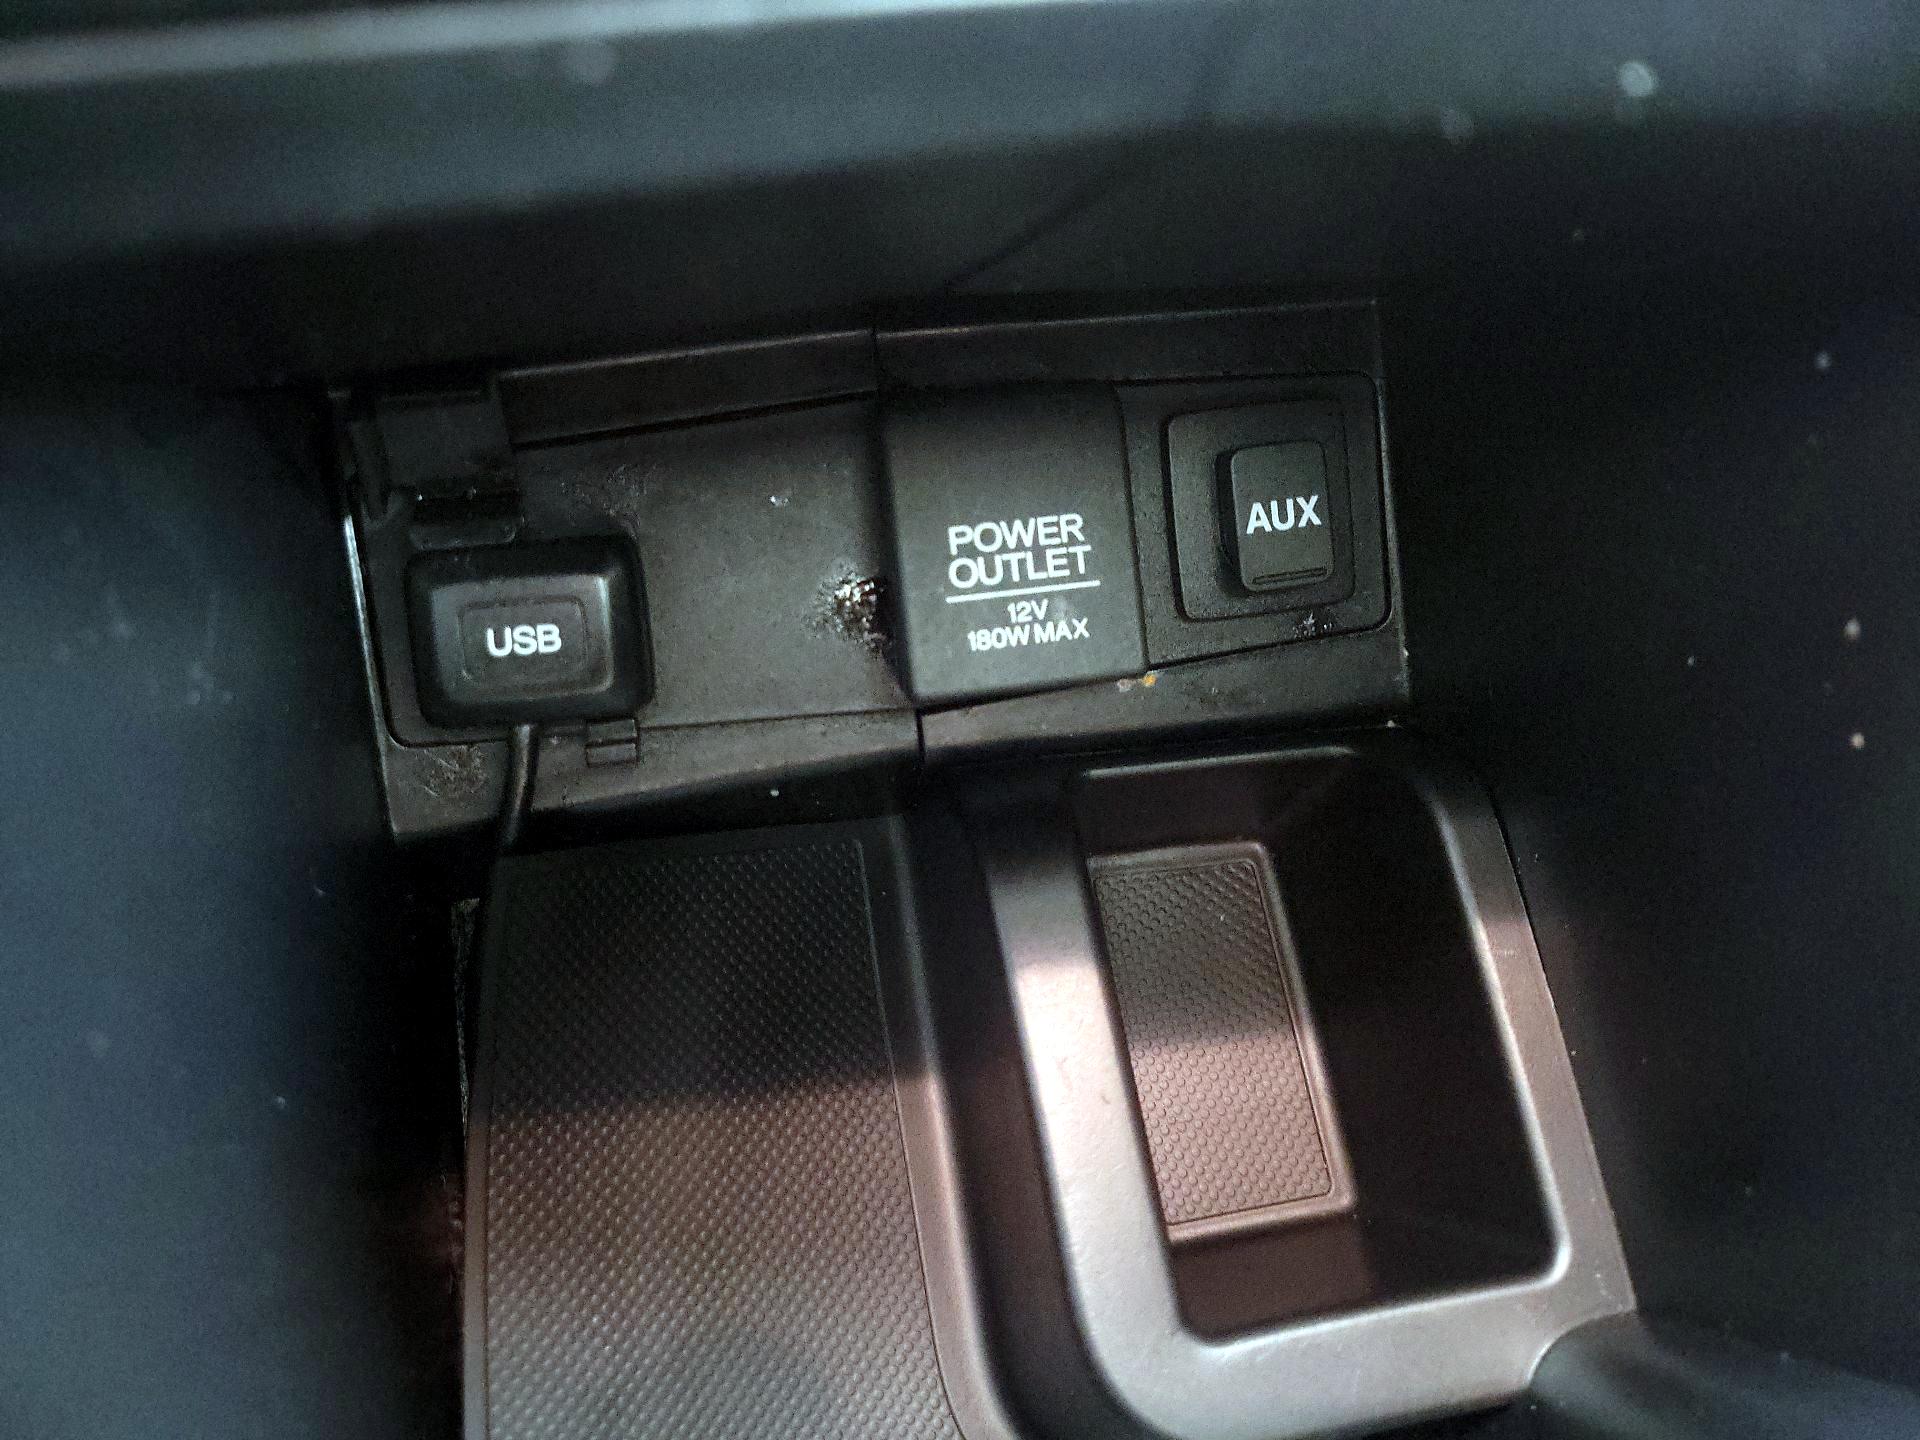 USB
POWER
OUTLET
12V
180W MAX
AUX